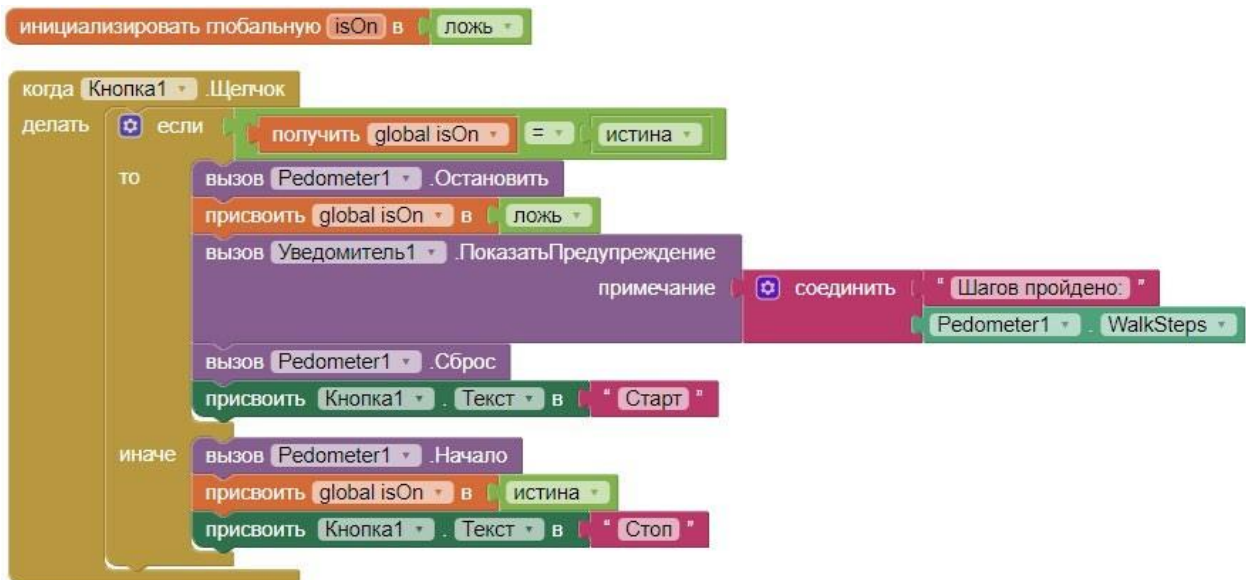 инициализировать глобальную isOn в ложь
когда Кнопка1 .Щелчок
делать если получить global isOn = истина
то вызов Pedometer1 .Остановить
присвоить global isOn в ложь
вызов Уведомитель1 .ПоказатьПредупреждение
примечание соединить " Шагов пройдено: "
Pedometer1 . WalkSteps
вызов Pedometer1 .Сброс
присвоить Кнопка1 . Текст в " Старт "
иначе вызов Pedometer1 .Начало
присвоить global isOn в истина
присвоить Кнопка1 . Текст в " Стоп "